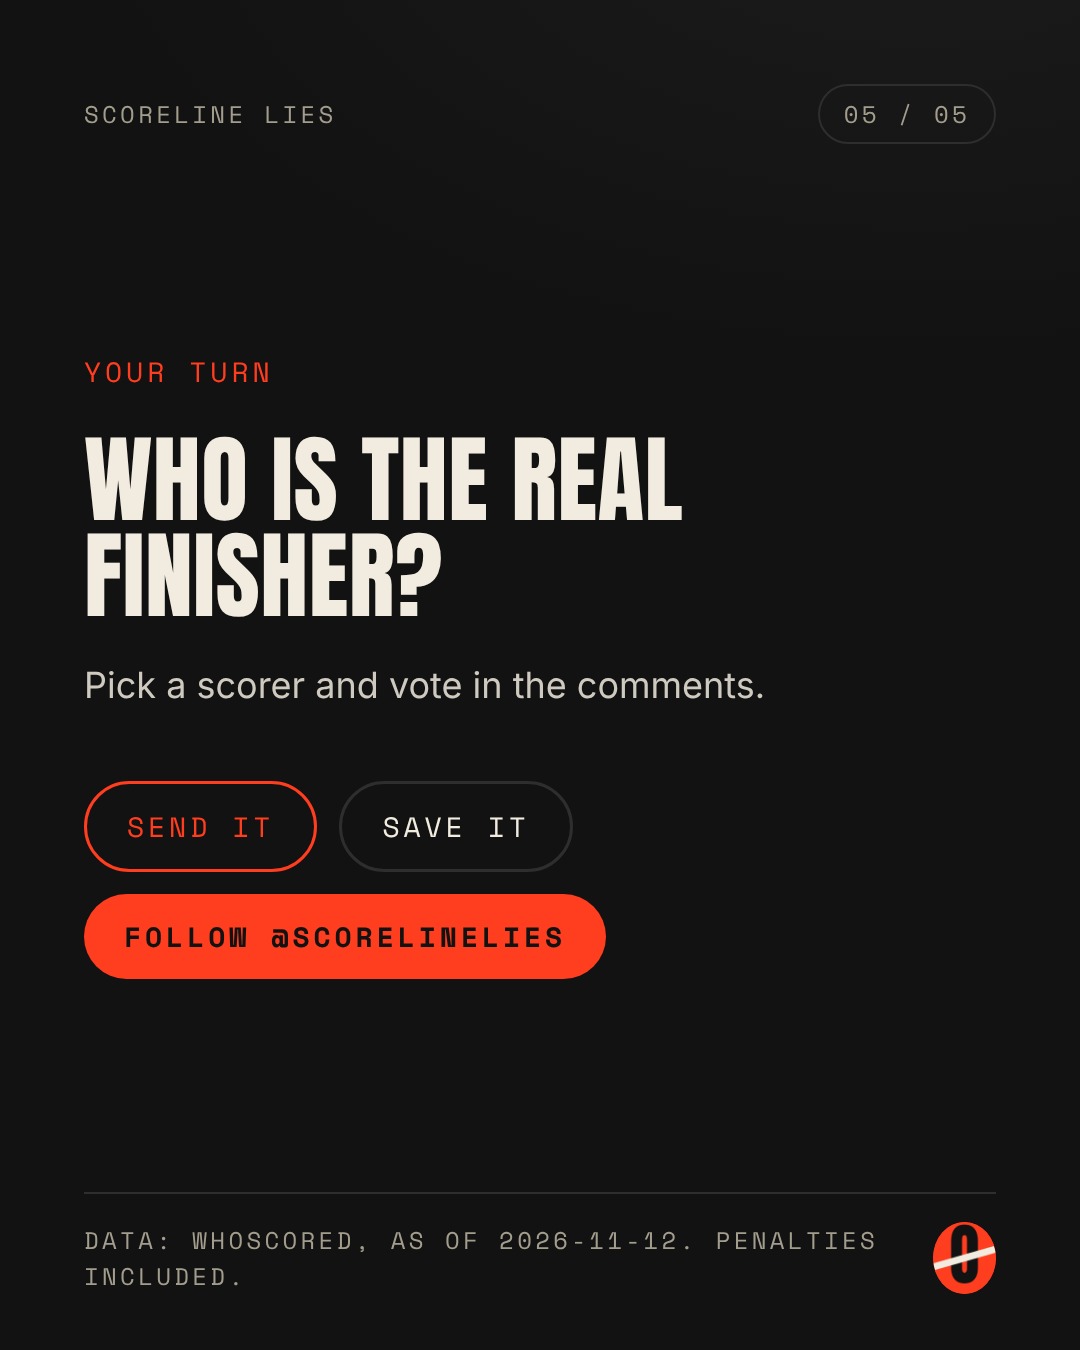 SCORELINE LIES
05 / 05
YOUR TURN
WHO IS THE REAL
FINISHER?
Pick a scorer and vote in the comments.
SEND IT
SAVE IT
FOLLOW @SCORELINELIES
DATA: WHOSCORED, AS OF 2026-11-12. PENALTIES
INCLUDED.
0